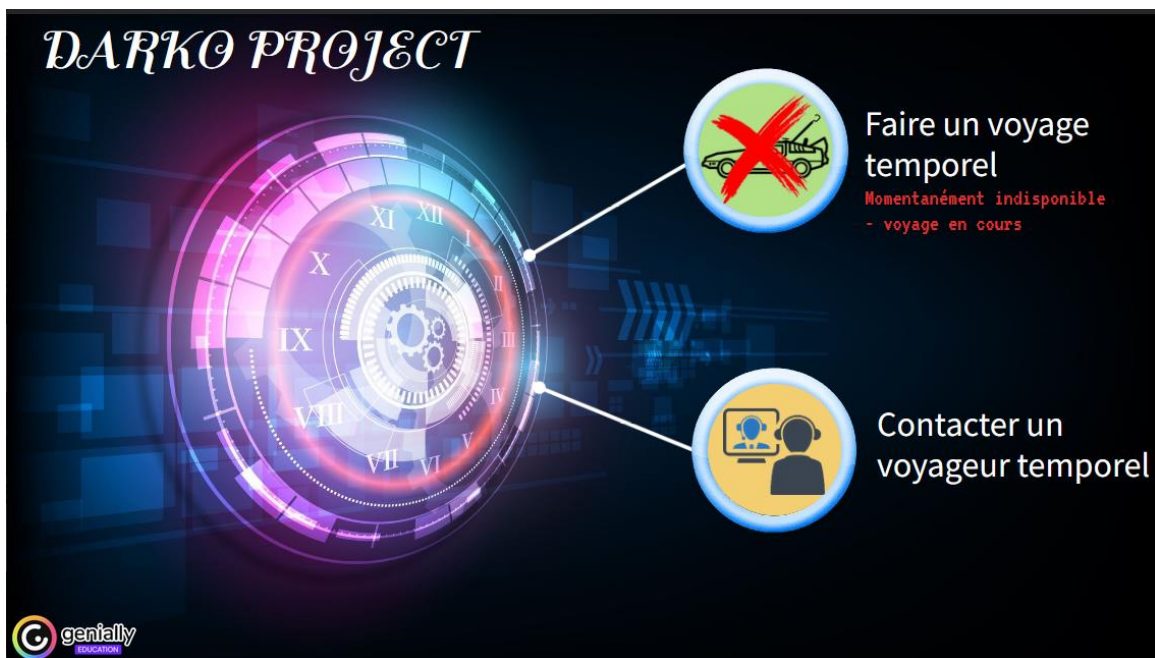 DARKO PROJECT
Faire un voyage
temporel
Momentanément indisponible
- voyage en cours
XI
XII
I
X
II
IX
III
VIII
IV
VII
VI
V
Contacter un
voyageur temporel
genially
EDUCATION